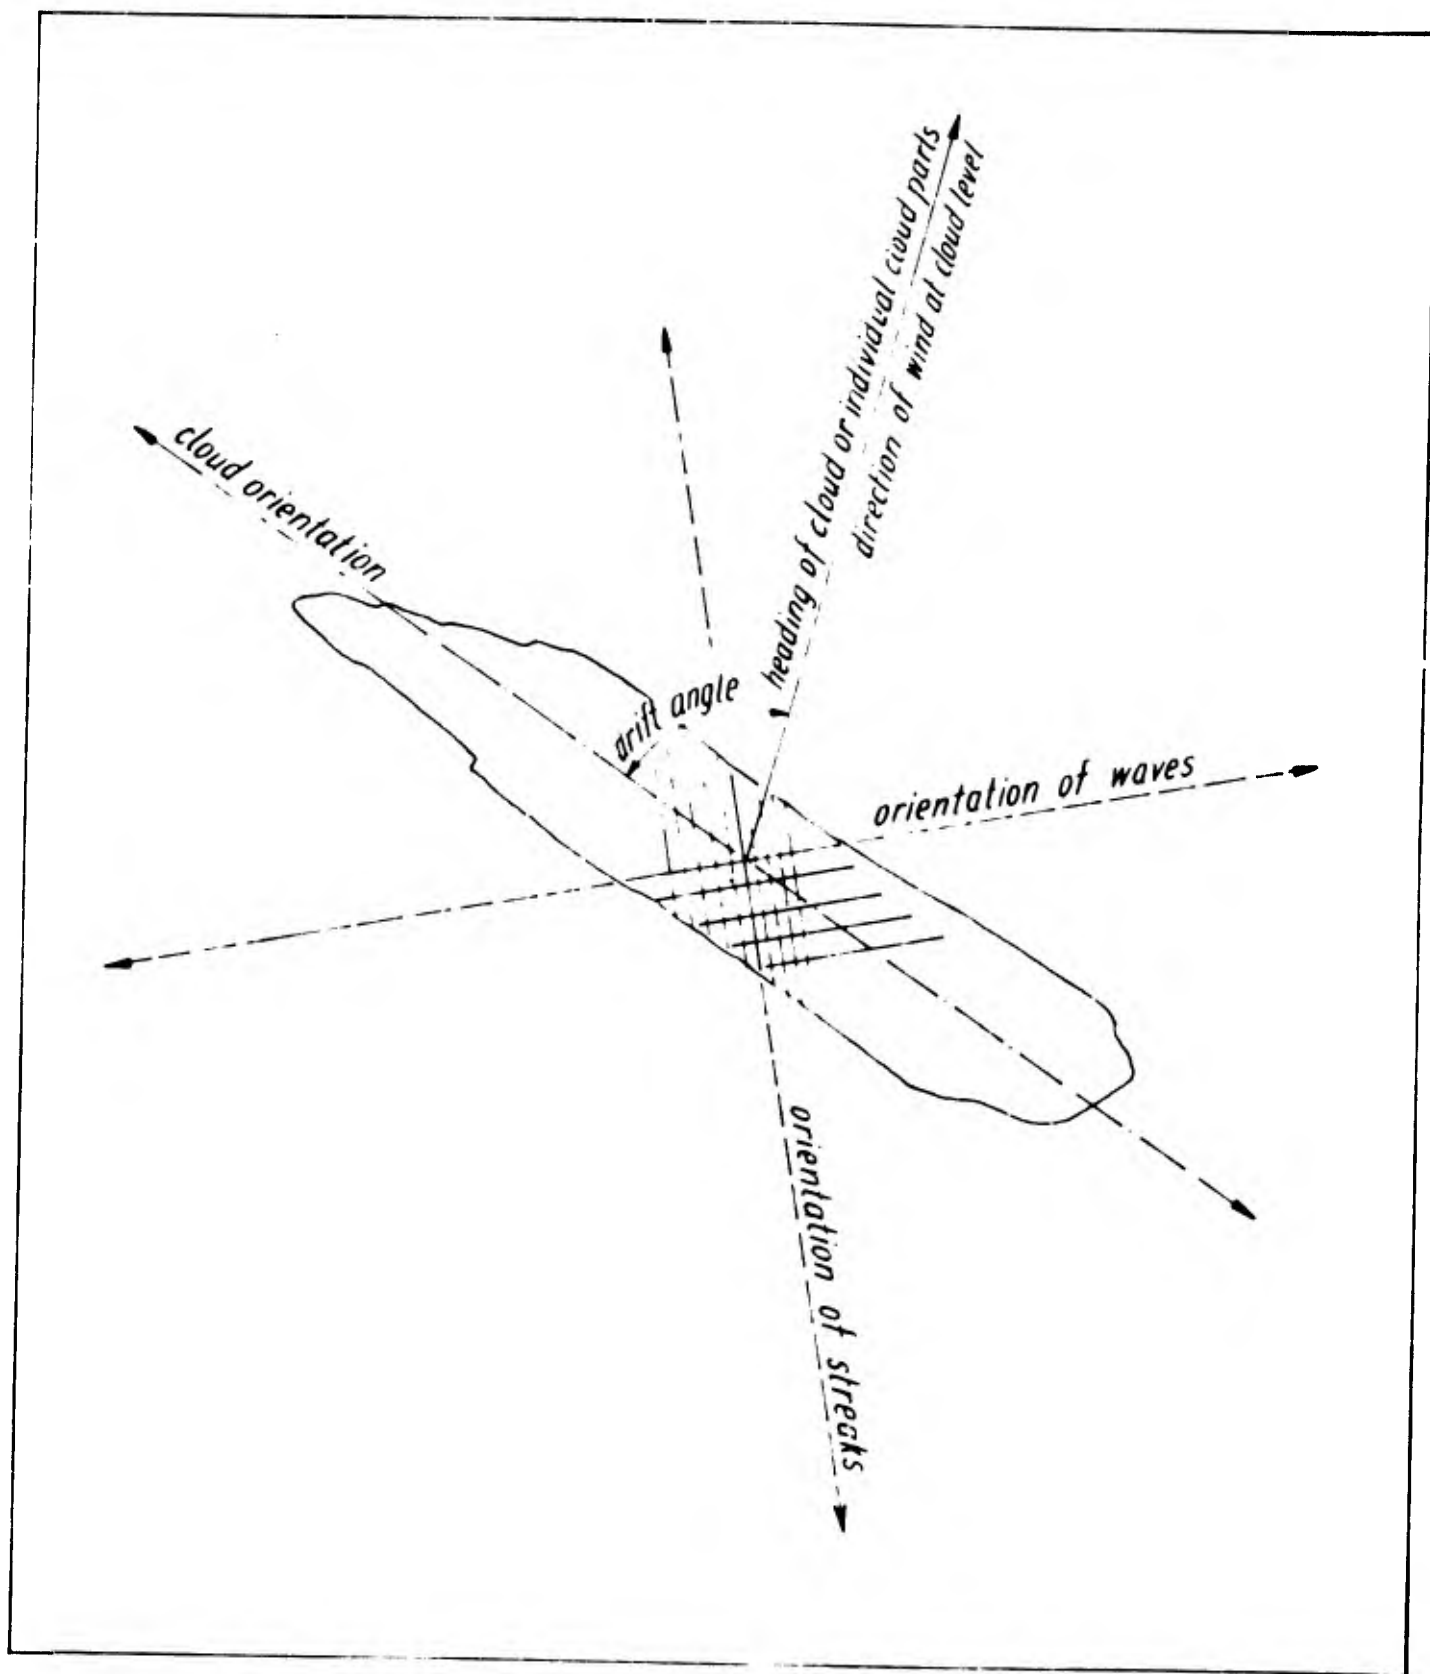 heading of cloud or individual cloud parts
direction of wind at cloud level
cloud orientation
drift angle
orientation of waves
orientation of streaks